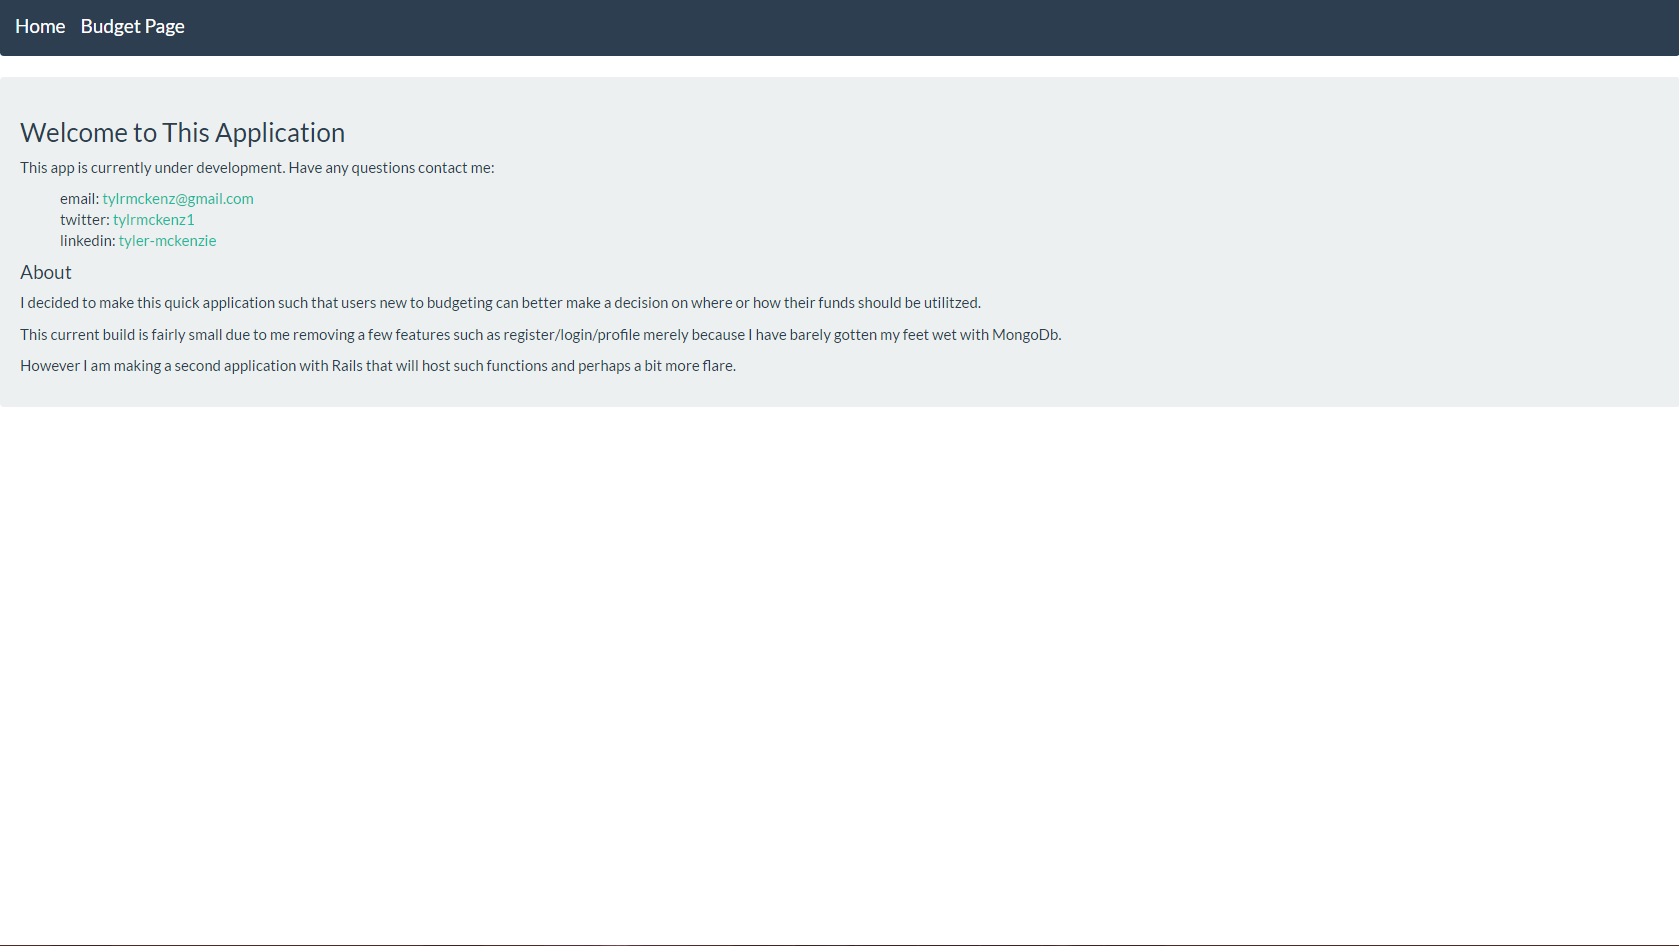 Home Budget Page
Welcome to This Application
This app is currently under development. Have any questions contact me:
email: tylrmckenz@gmail.com
twitter: tylrmckenz1
linkedin: tyler-mckenzie
About
I decided to make this quick application such that users new to budgeting can better make a decision on where or how their funds should be utilitzed.
This current build is fairly small due to me removing a few features such as register/login/profile merely because I have barely gotten my feet wet with MongoDb.
However I am making a second application with Rails that will host such functions and perhaps a bit more flare.